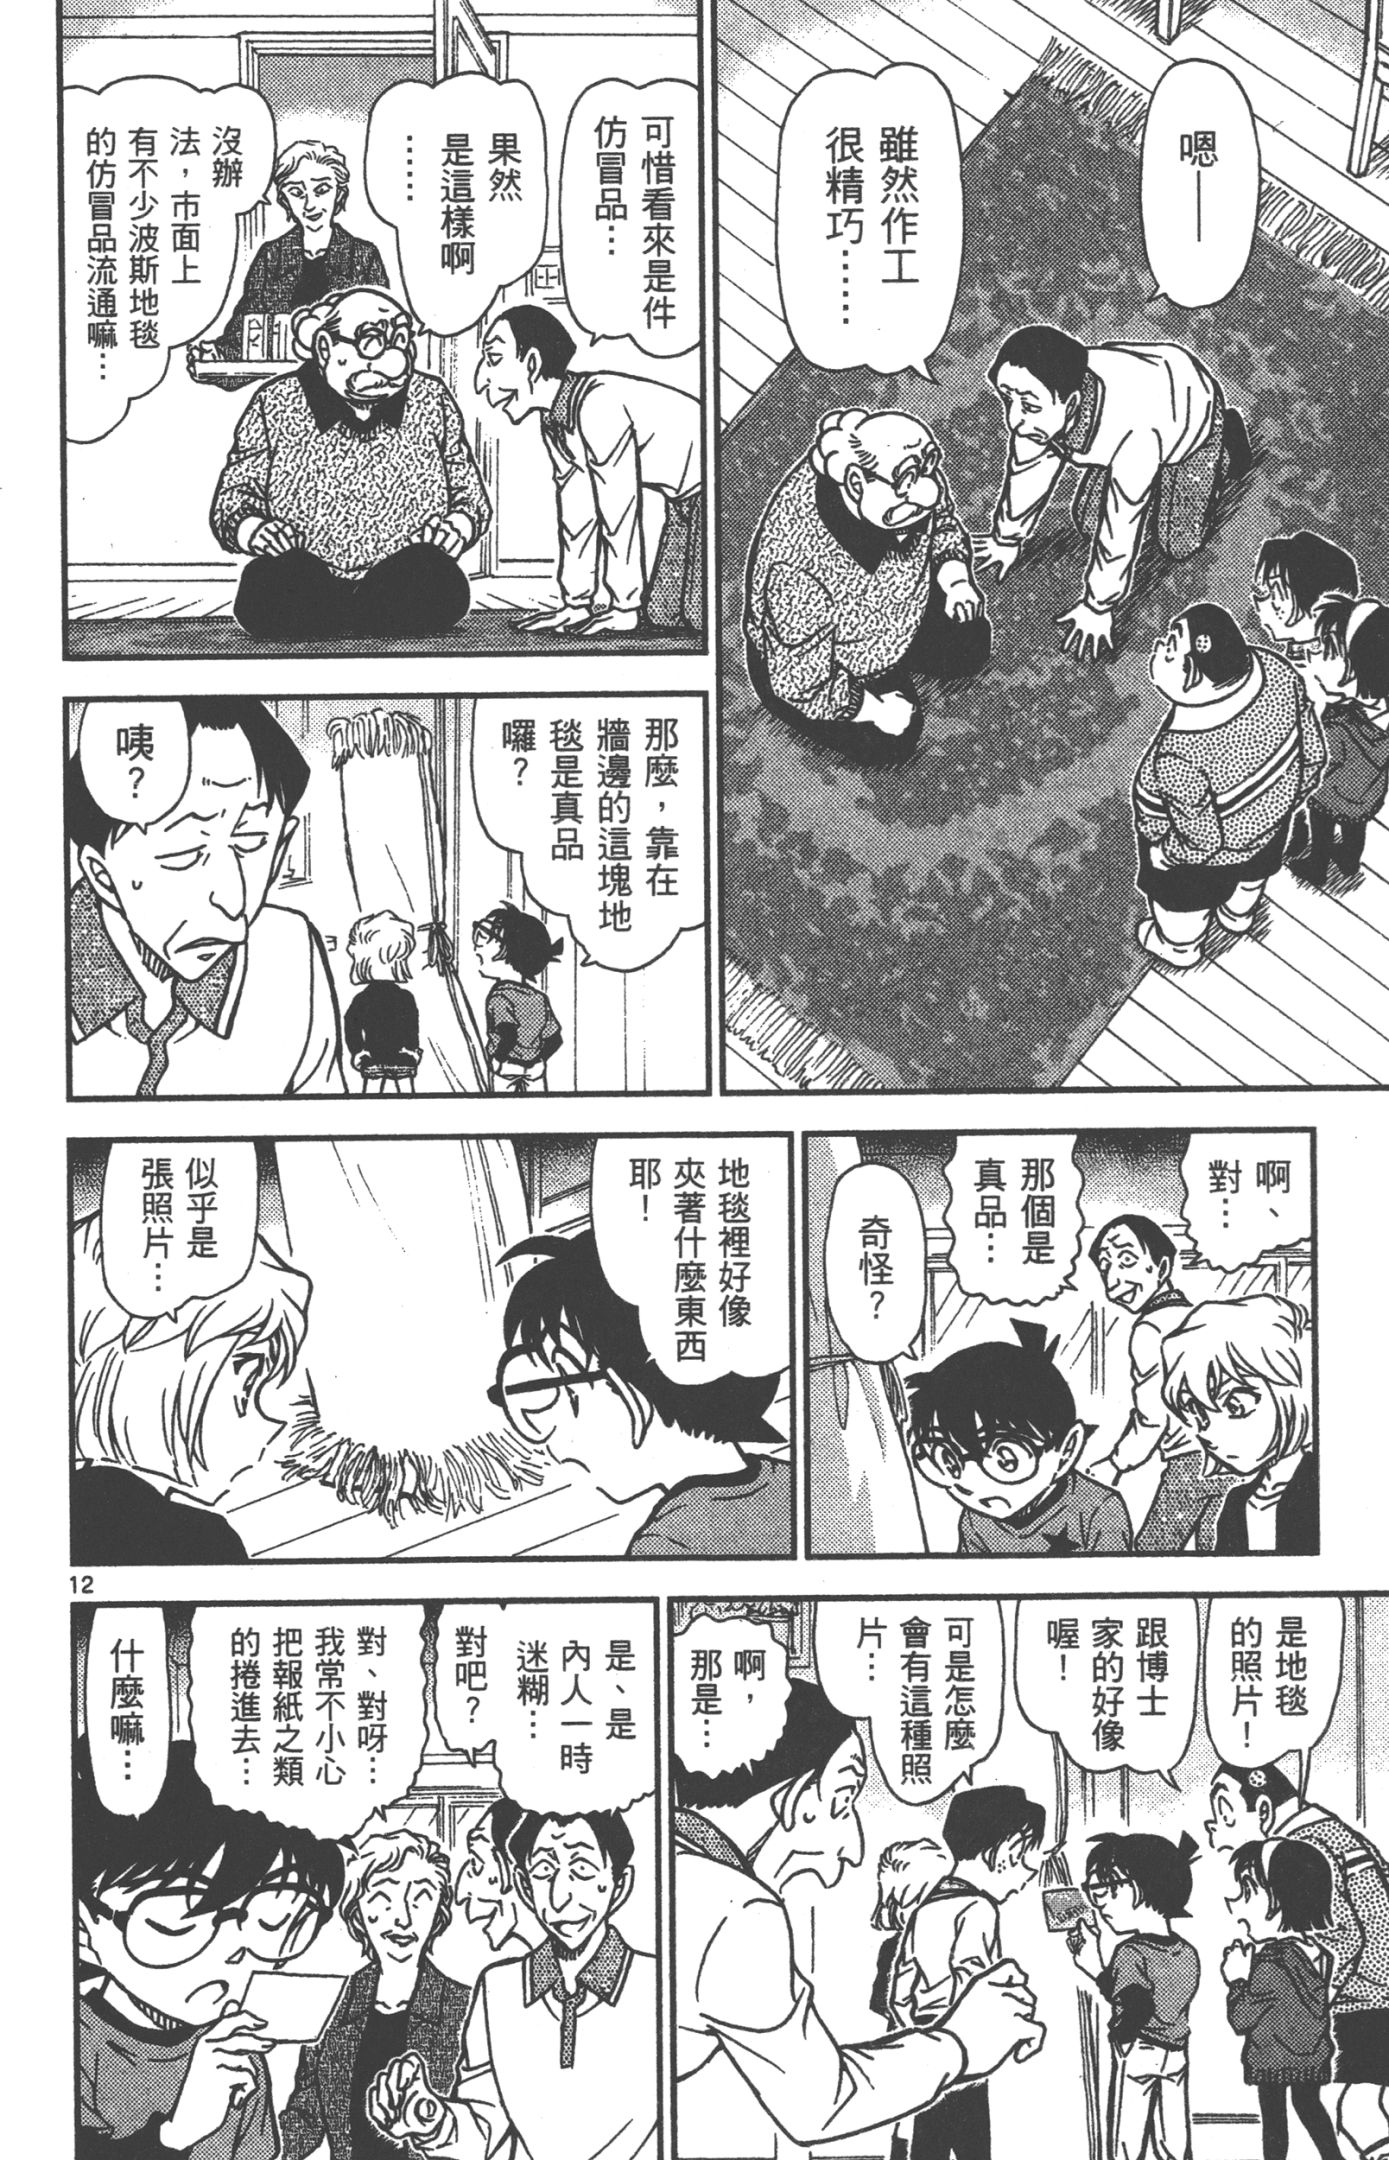 嗯—
雖然作工
很精巧……
可惜看來是件
仿冒品…
果然
是這樣啊
……
沒辦
法，市面上
有不少波斯地毯
的仿冒品流通嘛…
那麼，靠在
牆邊的這塊地
毯是真品
囉？
咦？
啊、
對…
那個是
真品…
奇怪？
地毯裡好像
夾著什麼東西
耶！
似乎是
張照片…
是地毯
的照片！
跟博士
家的好像
喔！
可是怎麼
會有這種照
片…
啊，
那是…
是、是
內人一時
迷糊…
對吧？
對、對呀…
我常不小心
把報紙之類
的捲進去…
什麼嘛…
12